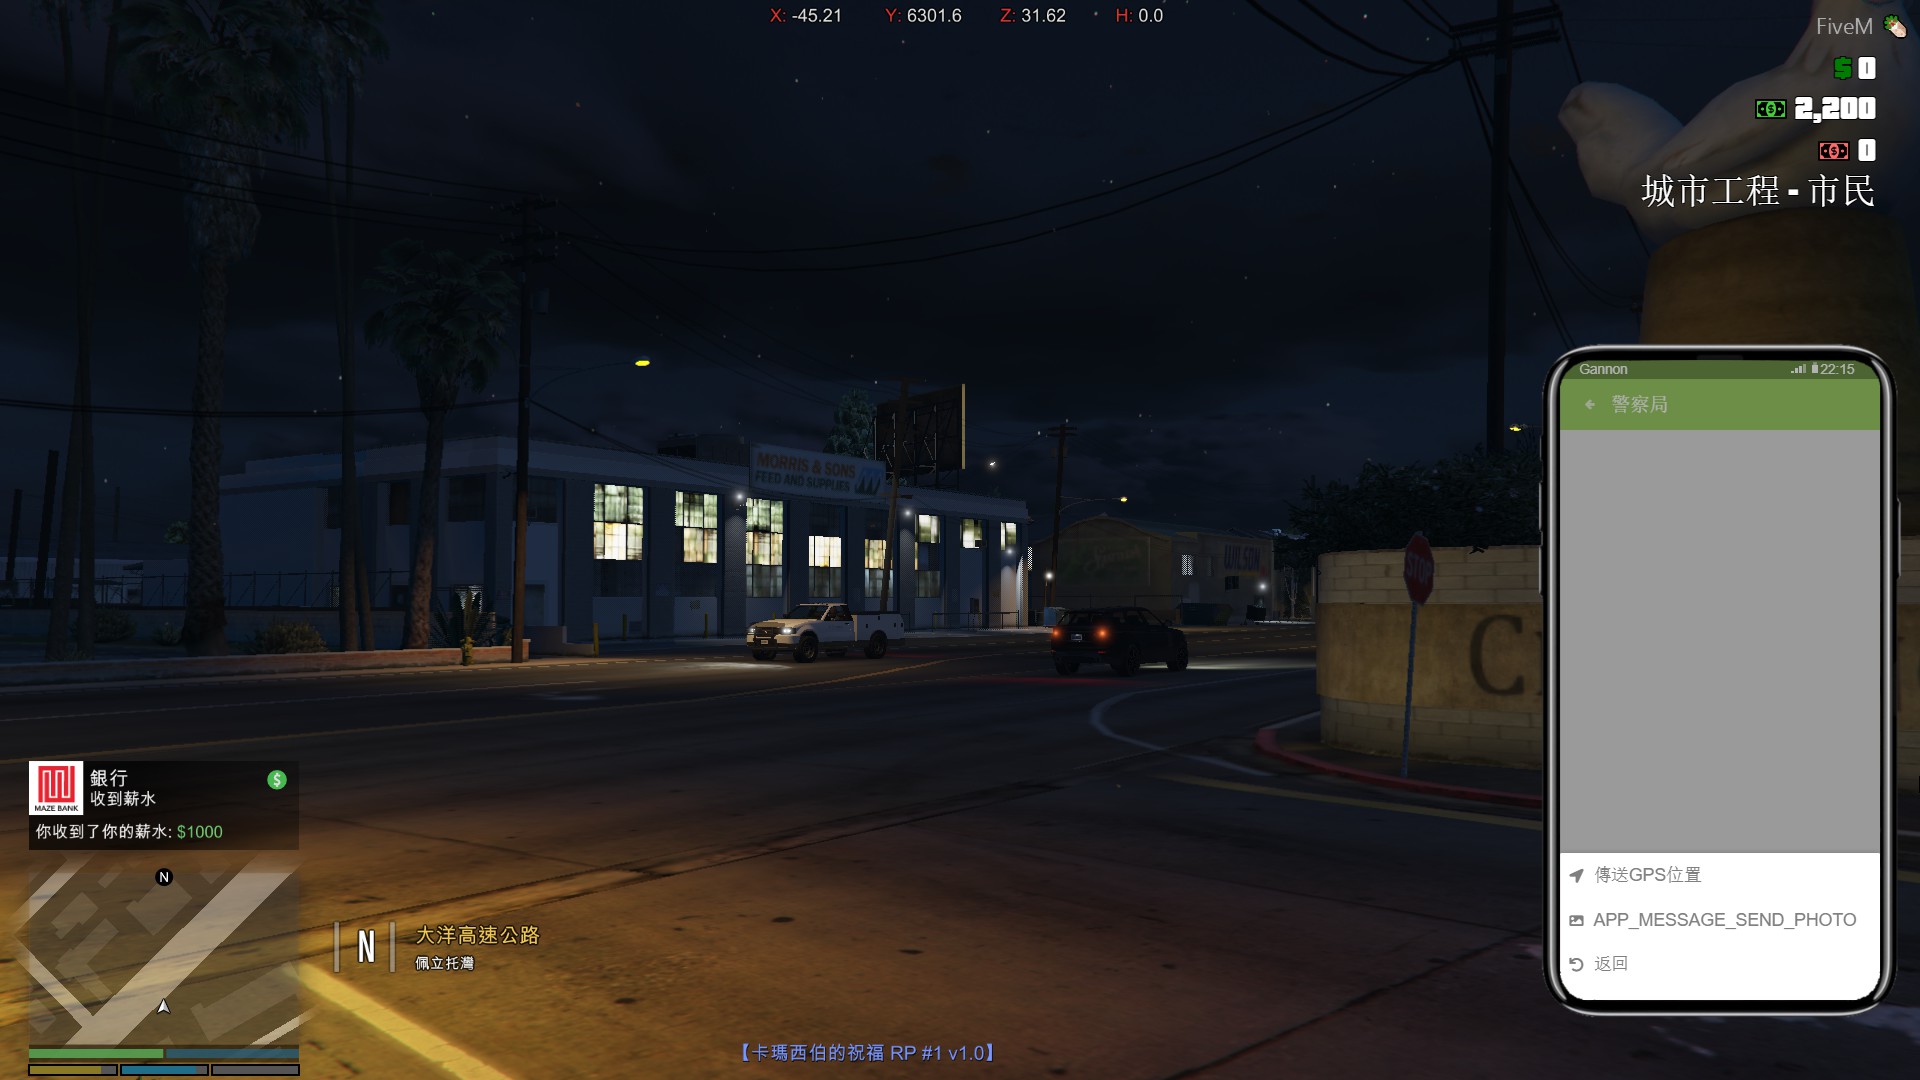 X: -45.21 Y: 6301.6 Z: 31.62 H: 0.0
FiveM
$ 0
2,200
0
城市工程 - 市民
Gannon 22:15
警察局
MORRIS & SONS
FEED AND SUPPLIES
WILSON
STOP
C
銀行
收到薪水
MAZE BANK
你收到了你的薪水: $1000
N
N
大洋高速公路
佩立托灣
傳送GPS位置
APP_MESSAGE_SEND_PHOTO
返回
【卡瑪西伯的祝福 RP #1 v1.0】